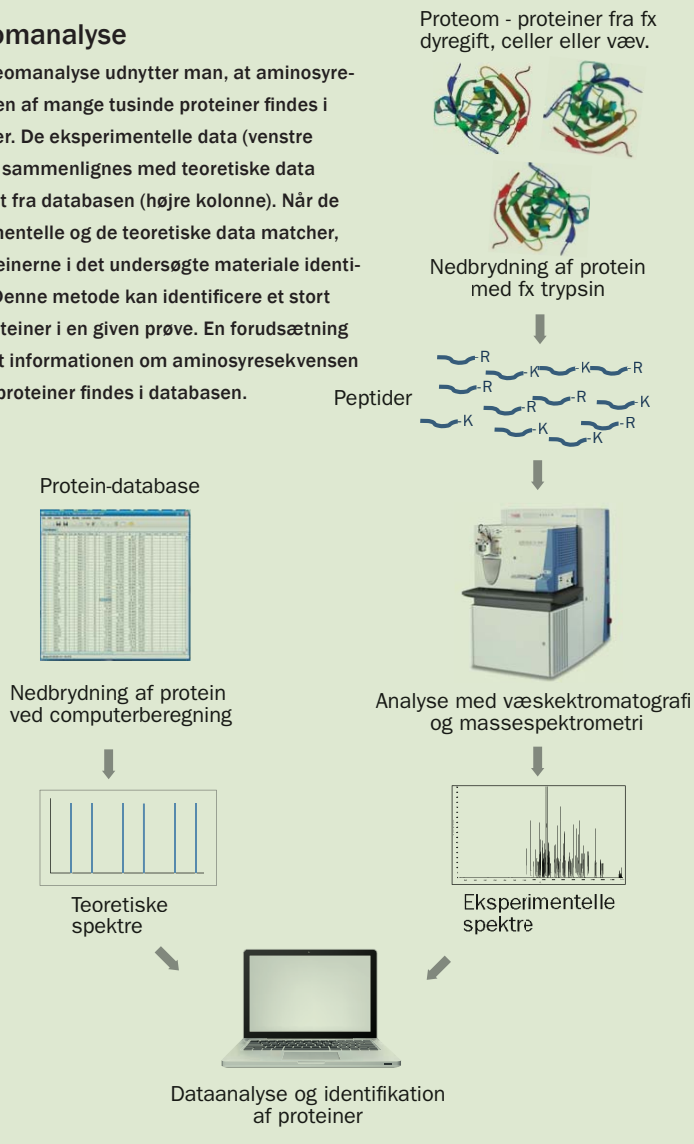 omanalyse
eomanalyse udnytter man, at aminosyre-
en af mange tusinde proteiner findes i
er. De eksperimentelle data (venstre
sammenlignes med teoretiske data
t fra databasen (højre kolonne). Når de
mentelle og de teoretiske data matcher,
einerne i det undersøgte materiale identi-
Denne metode kan identificere et stort
teiner i en given prøve. En forudsætning
t informationen om aminosyresekvensen
proteiner findes i databasen.
Proteom - proteiner fra fx
dyregift, celler eller væv.
Nedbrydning af protein
med fx trypsin
Peptider
-R
-K
-K
-R
-R
-R
-R
-K
-K
-K
-R
-K
Analyse med væskektromatografi
og massespektrometri
Eksperimentelle
spektre
Protein-database
Nedbrydning af protein
ved computerberegning
Teoretiske
spektre
Dataanalyse og identifikation
af proteiner